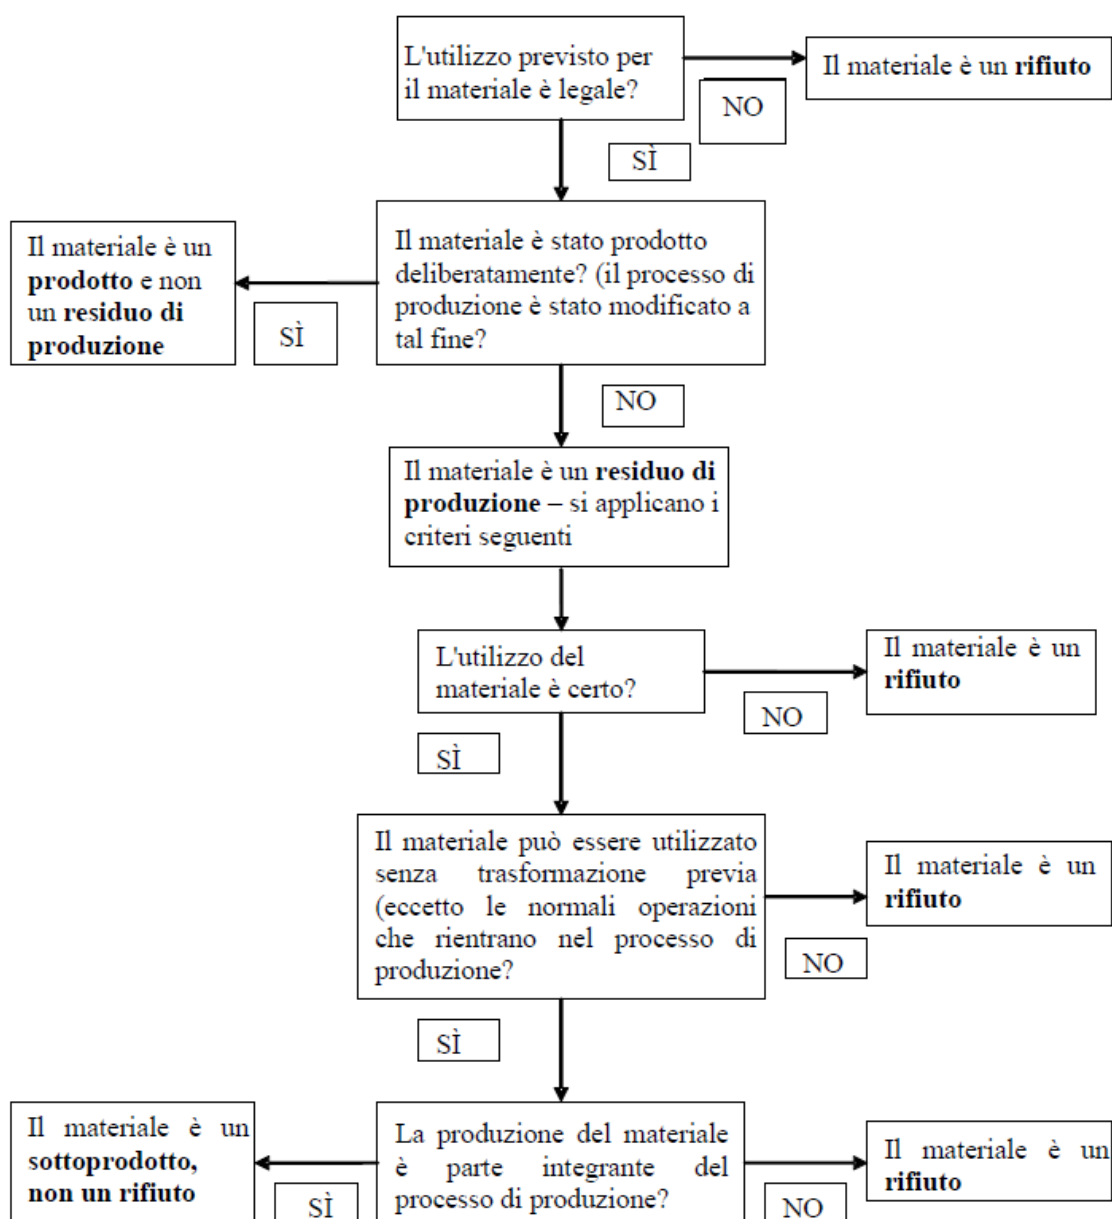 L'utilizzo previsto per
il materiale è legale?
Il materiale è un rifiuto
NO
SÌ
Il materiale è un
prodotto e non
un residuo di
produzione
SÌ
Il materiale è stato prodotto
deliberatamente? (il processo di
produzione è stato modificato a
tal fine?
NO
Il materiale è un residuo di
produzione – si applicano i
criteri seguenti
L'utilizzo del
materiale è certo?
Il materiale è un
rifiuto
NO
SÌ
Il materiale può essere utilizzato
senza trasformazione previa
(eccetto le normali operazioni
che rientrano nel processo di
produzione?
Il materiale è un
rifiuto
NO
SÌ
Il materiale è un
sottoprodotto,
non un rifiuto
SÌ
La produzione del materiale
è parte integrante del
processo di produzione?
Il materiale è un
rifiuto
NO